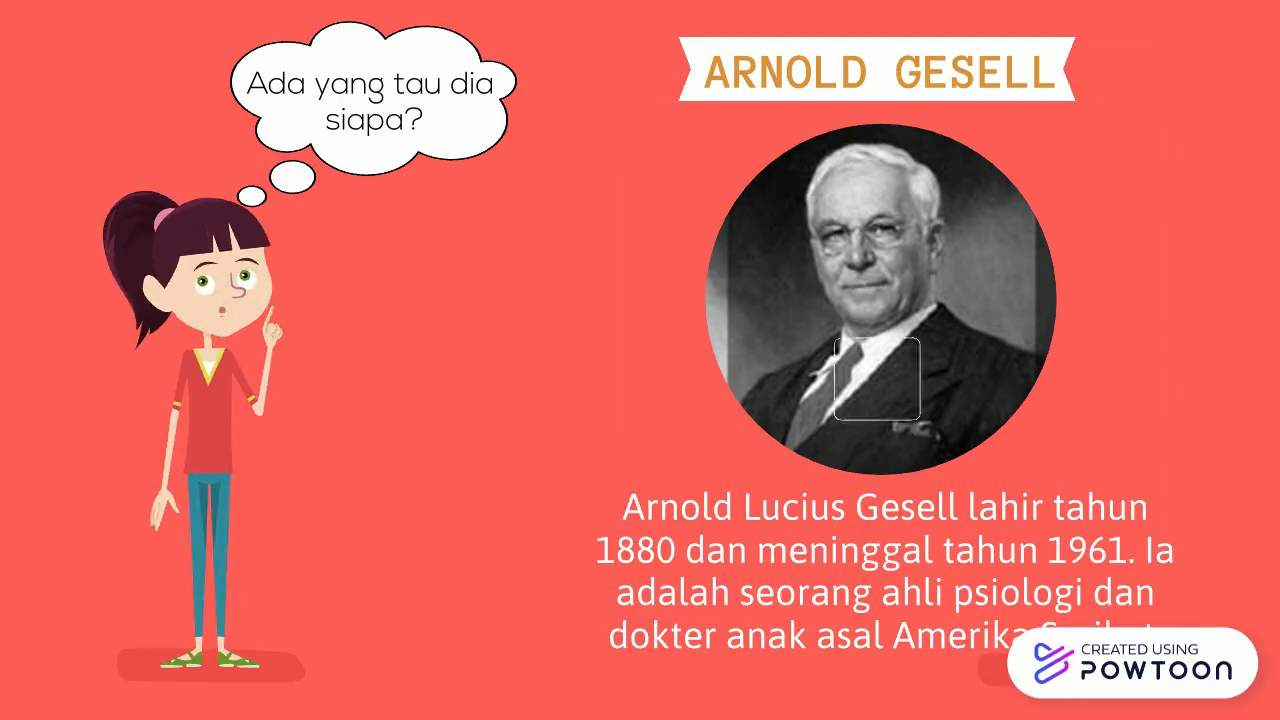 Ada yang tau dia
siapa?
ARNOLD GESELL
Arnold Lucius Gesell lahir tahun
1880 dan meninggal tahun 1961. Ia
adalah seorang ahli psiologi dan
dokter anak asal Amerika
CREATED USING
POWTOON